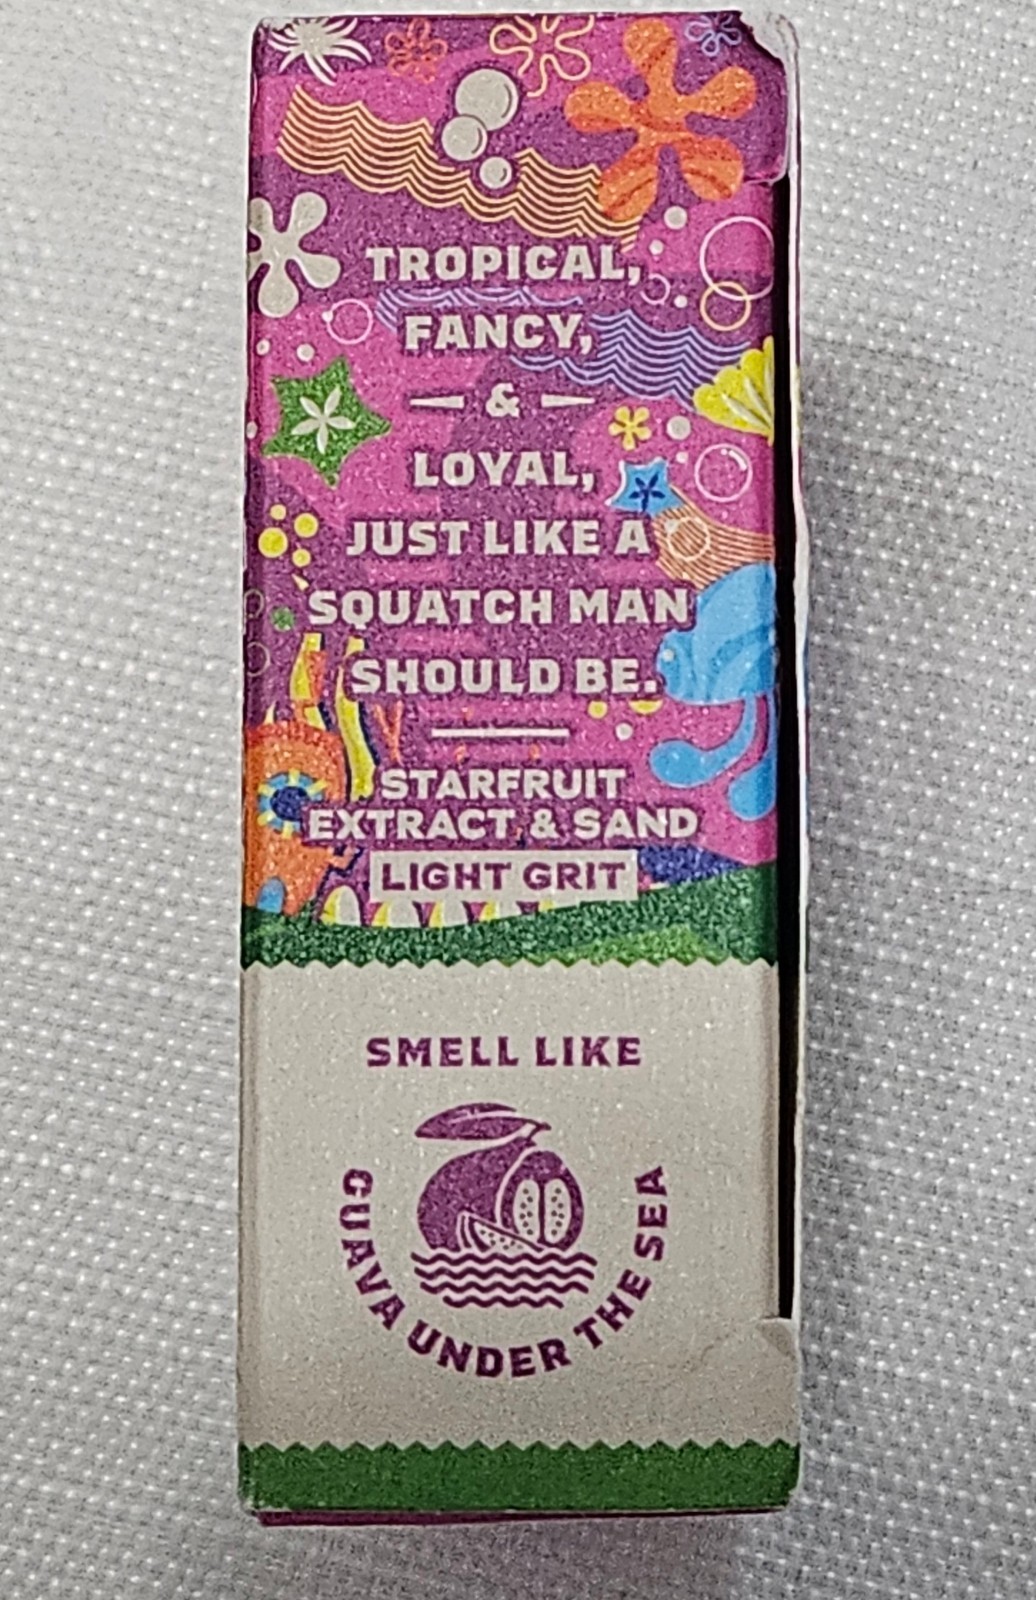 TROPICAL,
FANCY,
&
LOYAL,
JUST LIKE A
SQUATCH MAN
SHOULD BE.
STARFRUIT
EXTRACT & SAND
LIGHT GRIT
SMELL LIKE
GUAVA UNDER THE SEA